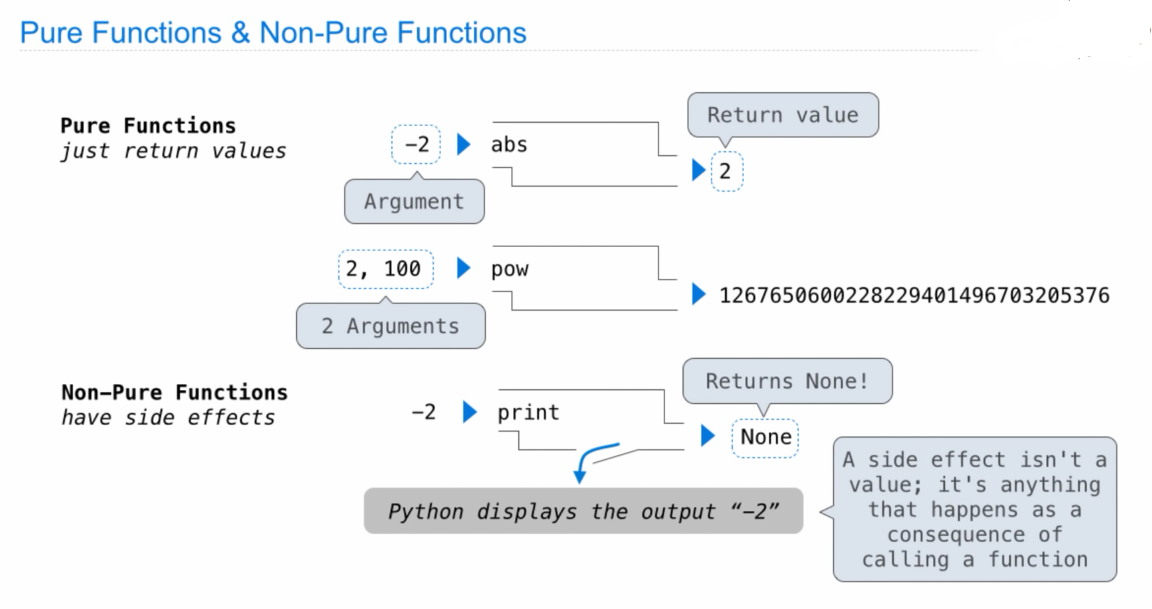 Pure Functions & Non-Pure Functions
Pure Functions
just return values
-2
abs
Return value
2
Argument
2, 100
pow
1267650600228229401496703205376
2 Arguments
Non-Pure Functions
have side effects
-2
print
Returns None!
None
Python displays the output “-2”
A side effect isn't a
value; it's anything
that happens as a
consequence of
calling a function